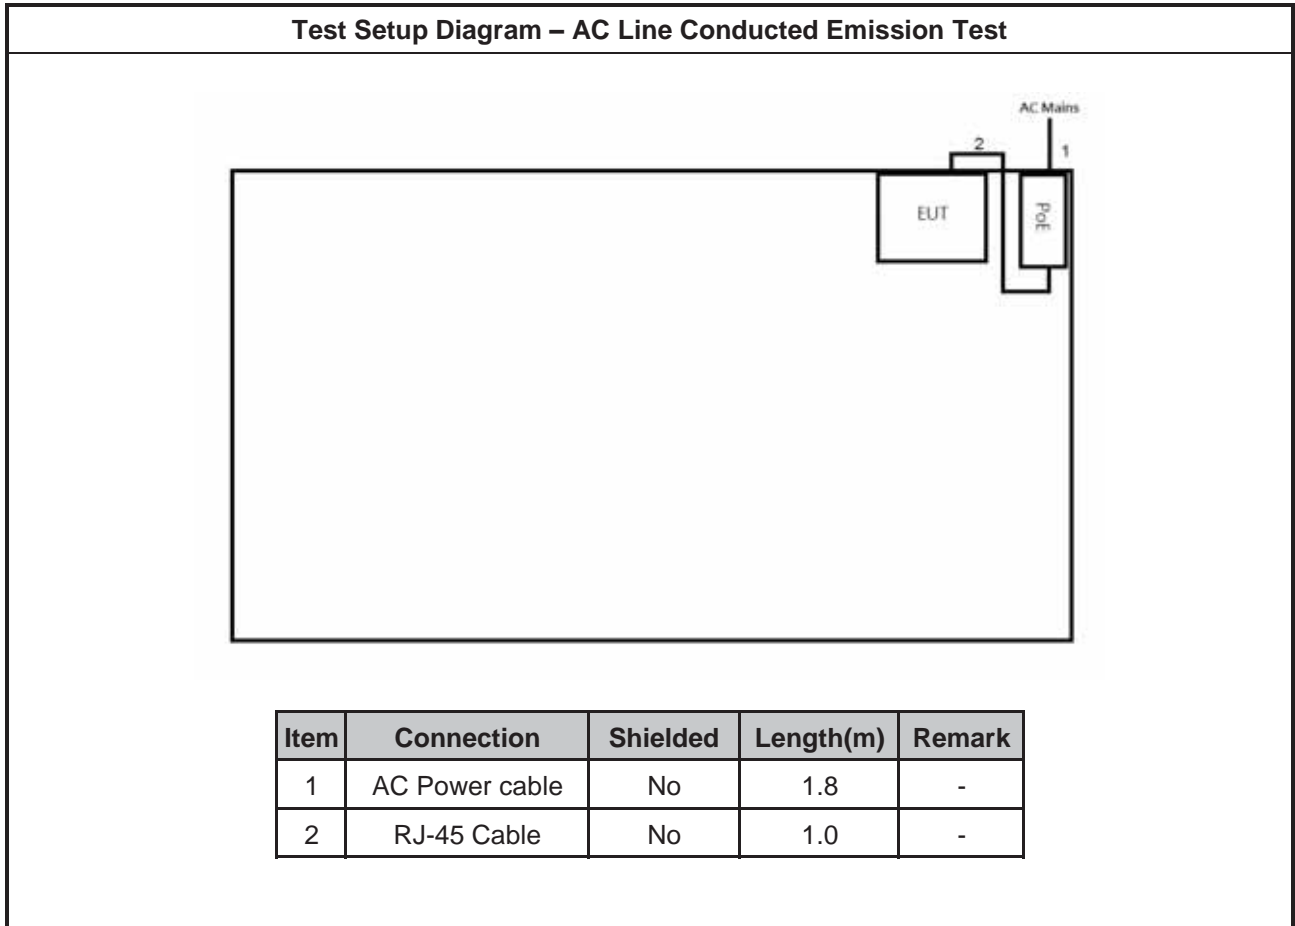 Test Setup Diagram – AC Line Conducted Emission Test
AC Mains
2
1
EUT
PoE
Item Connection Shielded Length(m) Remark
1 AC Power cable No 1.8 -
2 RJ-45 Cable No 1.0 -